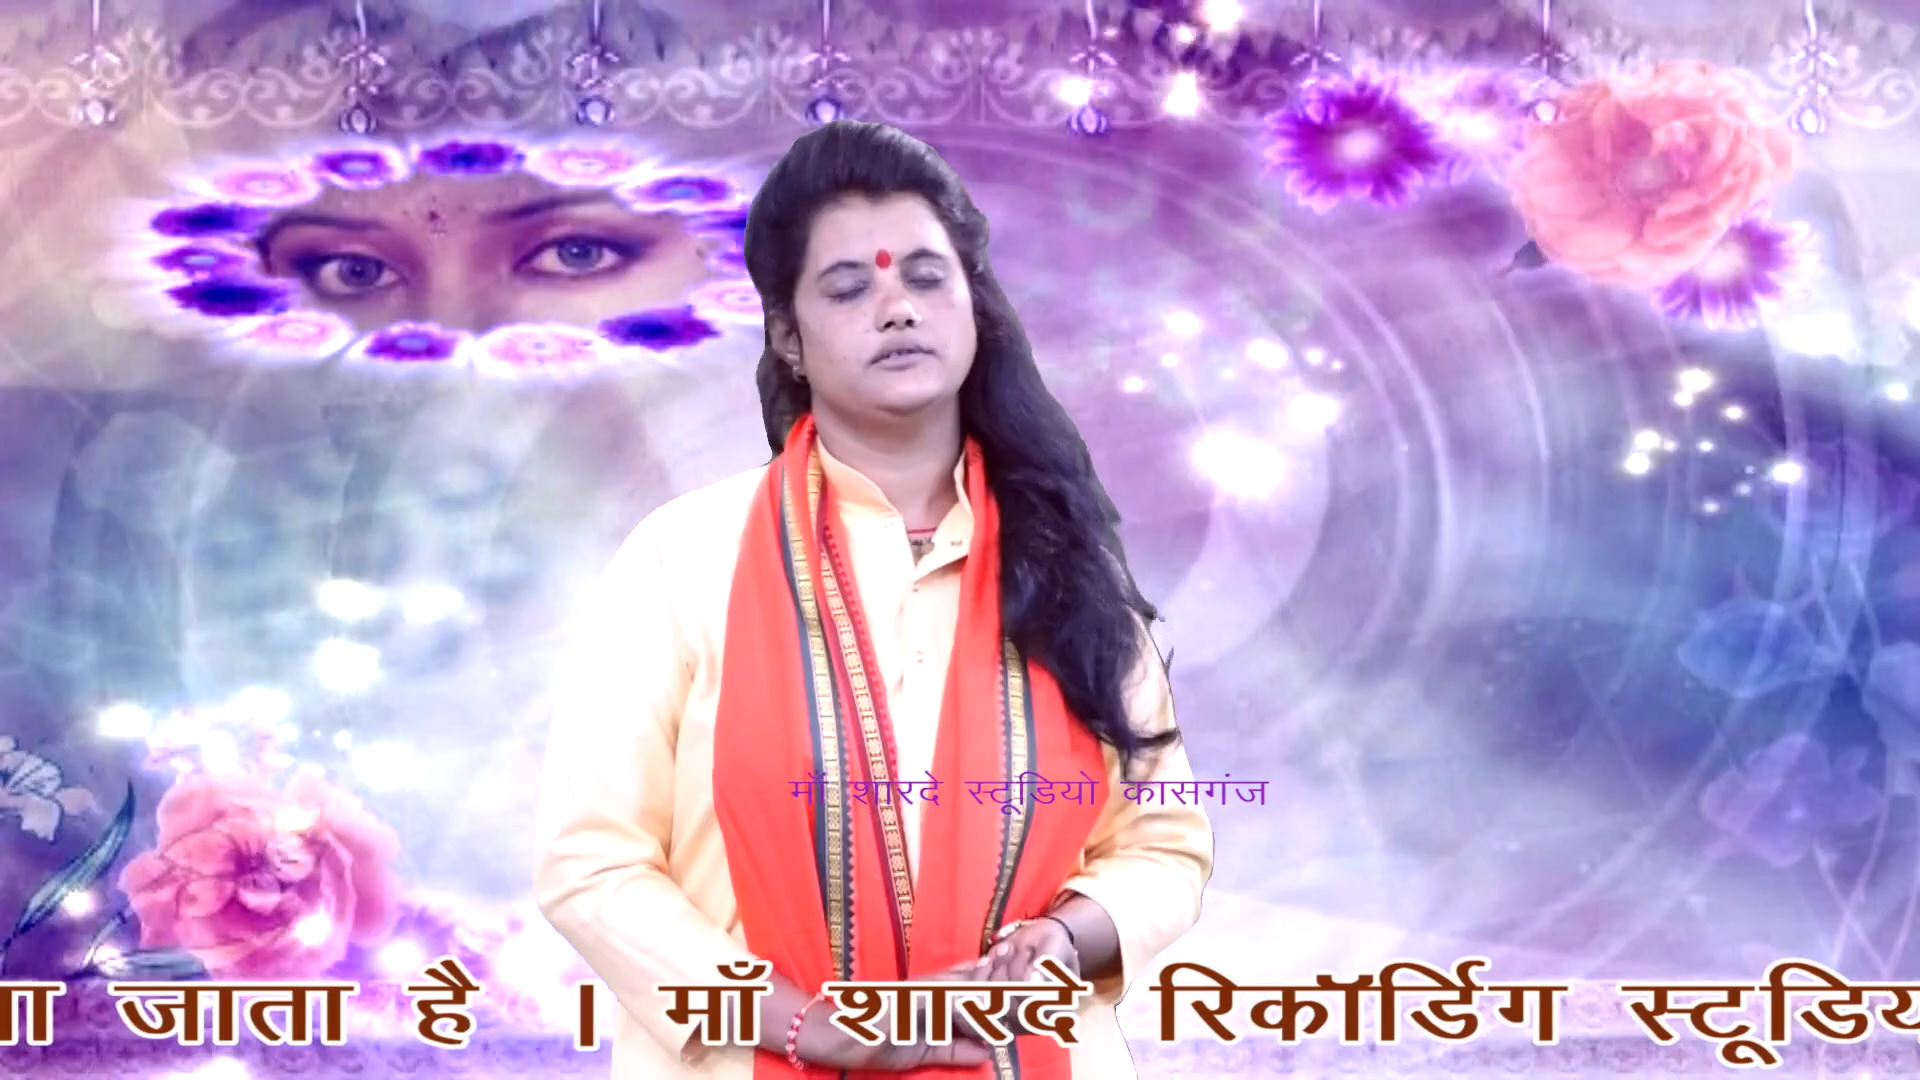 माँ शारदे स्टूडियो कासगंज
जाता है । माँ शारदे रिकॉर्डिग